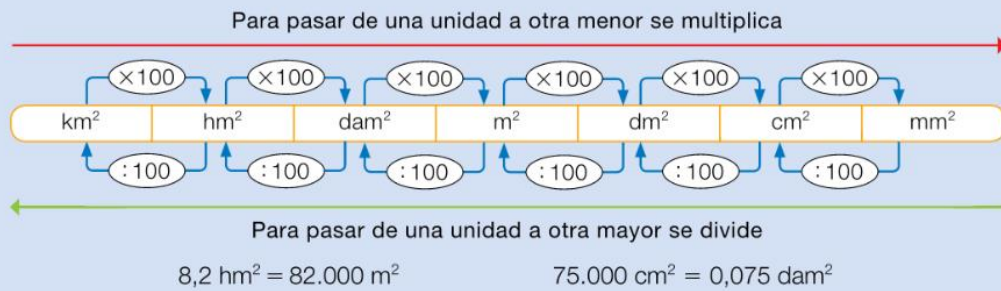 Para pasar de una unidad a otra menor se multiplica
×100 ×100 ×100 ×100 ×100 ×100
km² hm² dam² m² dm² cm² mm²
:100 :100 :100 :100 :100 :100
Para pasar de una unidad a otra mayor se divide
8,2 hm² = 82.000 m² 75.000 cm² = 0,075 dam²